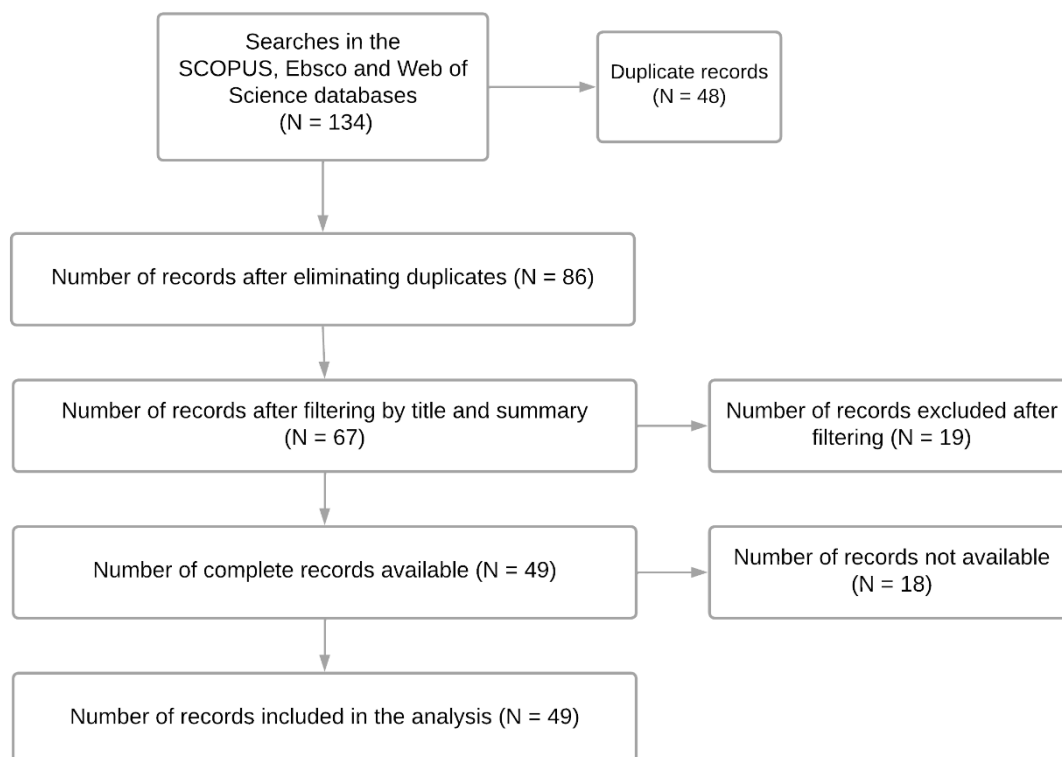 Searches in the
SCOPUS, Ebsco and Web of
Science databases
(N = 134)
Duplicate records
(N = 48)
Number of records after eliminating duplicates (N = 86)
Number of records after filtering by title and summary
(N = 67)
Number of records excluded after
filtering (N = 19)
Number of complete records available (N = 49)
Number of records not available
(N = 18)
Number of records included in the analysis (N = 49)